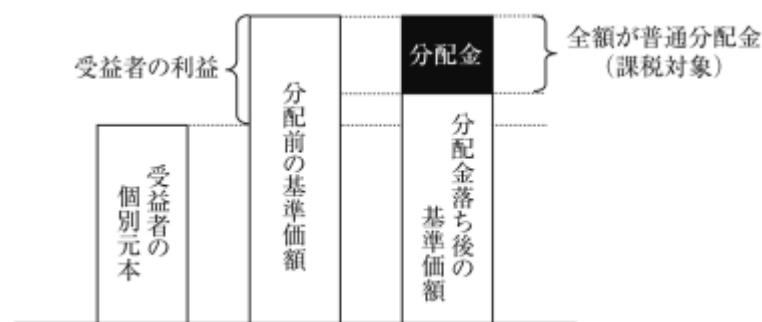 受益者の利益
受益者の
個別元本
分配前の基準価額
分配金
分配金落ち後の
基準価額
全額が普通分配金
（課税対象）